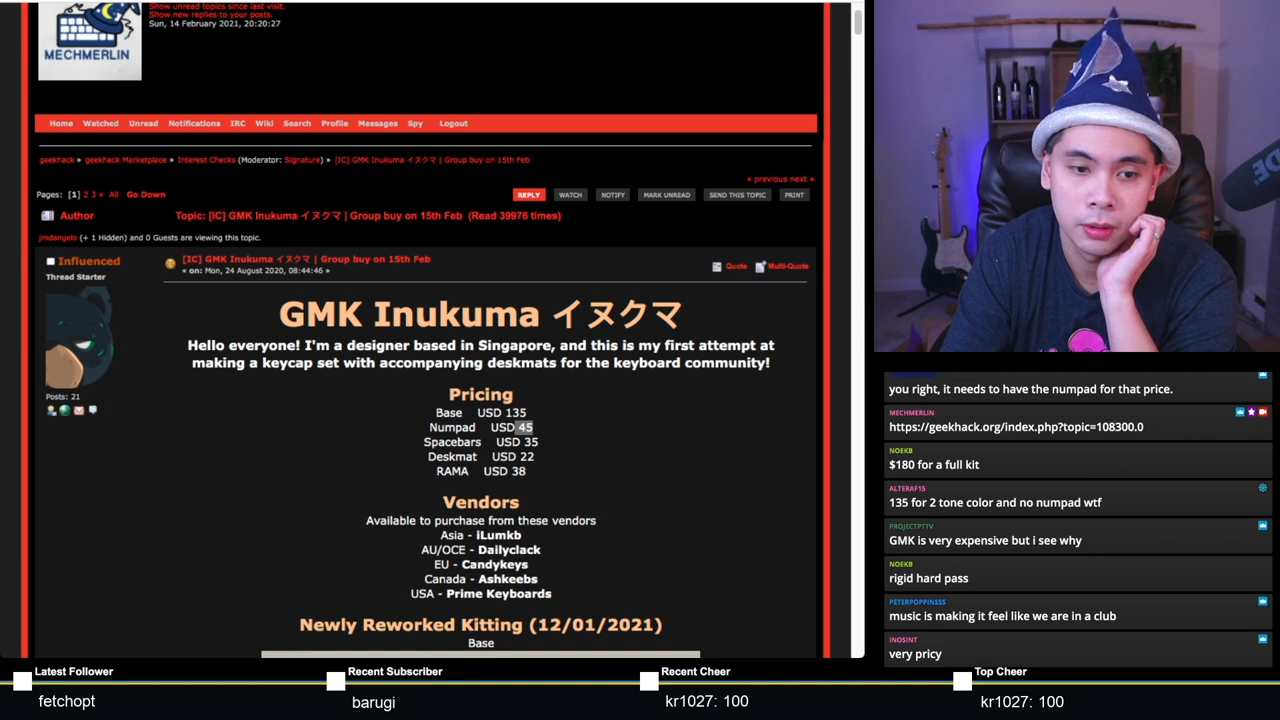 Show unread topics since last visit.
Show new replies to your posts.
Sun, 14 February 2021, 20:20:27
MECHMERLIN
Home Watched Unread Notifications IRC Wiki Search Profile Messages Spy Logout
geekhack » geekhack Marketplace » Interest Checks (Moderator: Signature) » [IC] GMK Inukuma イヌクマ | Group buy on 15th Feb
« previous next »
Pages: [1] 2 3 » All Go Down
REPLY WATCH NOTIFY MARK UNREAD SEND THIS TOPIC PRINT
Author Topic: [IC] GMK Inukuma イヌクマ | Group buy on 15th Feb (Read 39976 times)
jmdangelo (+ 1 Hidden) and 0 Guests are viewing this topic.
Influenced
Thread Starter
Posts: 21
[IC] GMK Inukuma イヌクマ | Group buy on 15th Feb
« on: Mon, 24 August 2020, 08:44:46 »
Quote Multi-Quote
GMK Inukuma イヌクマ
Hello everyone! I'm a designer based in Singapore, and this is my first attempt at
making a keycap set with accompanying deskmats for the keyboard community!
Pricing
Base USD 135
Numpad USD 45
Spacebars USD 35
Deskmat USD 22
RAMA USD 38
Vendors
Available to purchase from these vendors
Asia - iLumkb
AU/OCE - Dailyclack
EU - Candykeys
Canada - Ashkeebs
USA - Prime Keyboards
Newly Reworked Kitting (12/01/2021)
Base
you right, it needs to have the numpad for that price.
MECHMERLIN
https://geekhack.org/index.php?topic=108300.0
NOEKB
$180 for a full kit
ALTERAF15
135 for 2 tone color and no numpad wtf
PROJECTPTTV
GMK is very expensive but i see why
NOEKB
rigid hard pass
PETERPOPPINSSS
music is making it feel like we are in a club
INOSINT
very pricy
Latest Follower
fetchopt
Recent Subscriber
barugi
Recent Cheer
kr1027: 100
Top Cheer
kr1027: 100